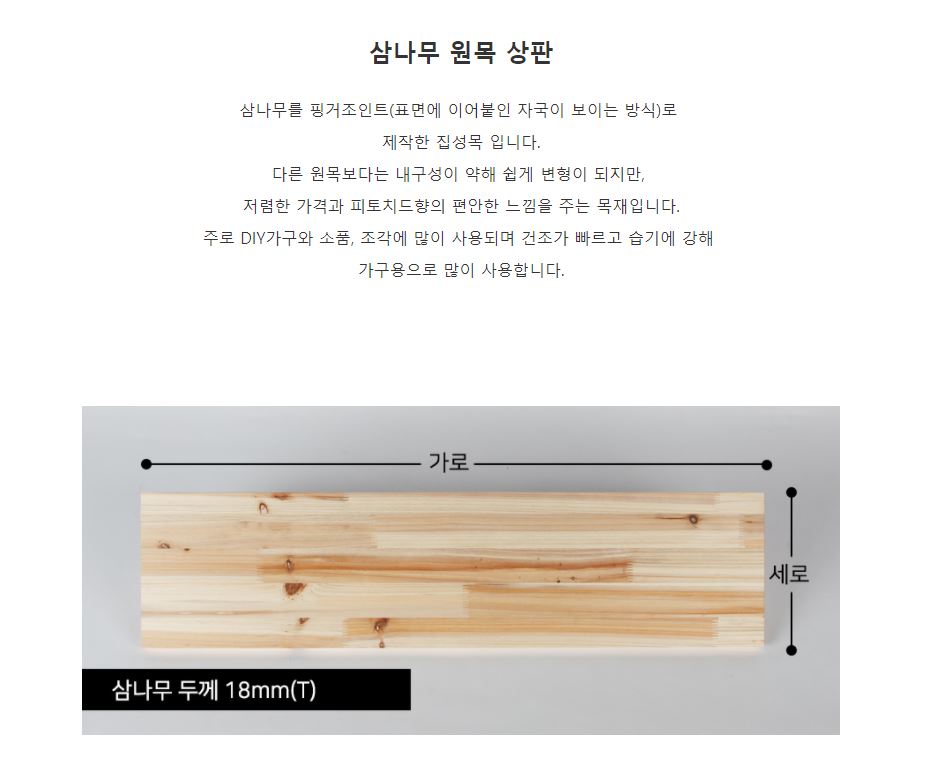 삼나무 원목 상판
삼나무를 핑거조인트(표면에 이어붙인 자국이 보이는 방식)로
제작한 집성목 입니다.
다른 원목보다는 내구성이 약해 쉽게 변형이 되지만,
저렴한 가격과 피토치드향의 편안한 느낌을 주는 목재입니다.
주로 DIY가구와 소품, 조각에 많이 사용되며 건조가 빠르고 습기에 강해
가구용으로 많이 사용합니다.
가로
세로
삼나무 두께 18mm(T)